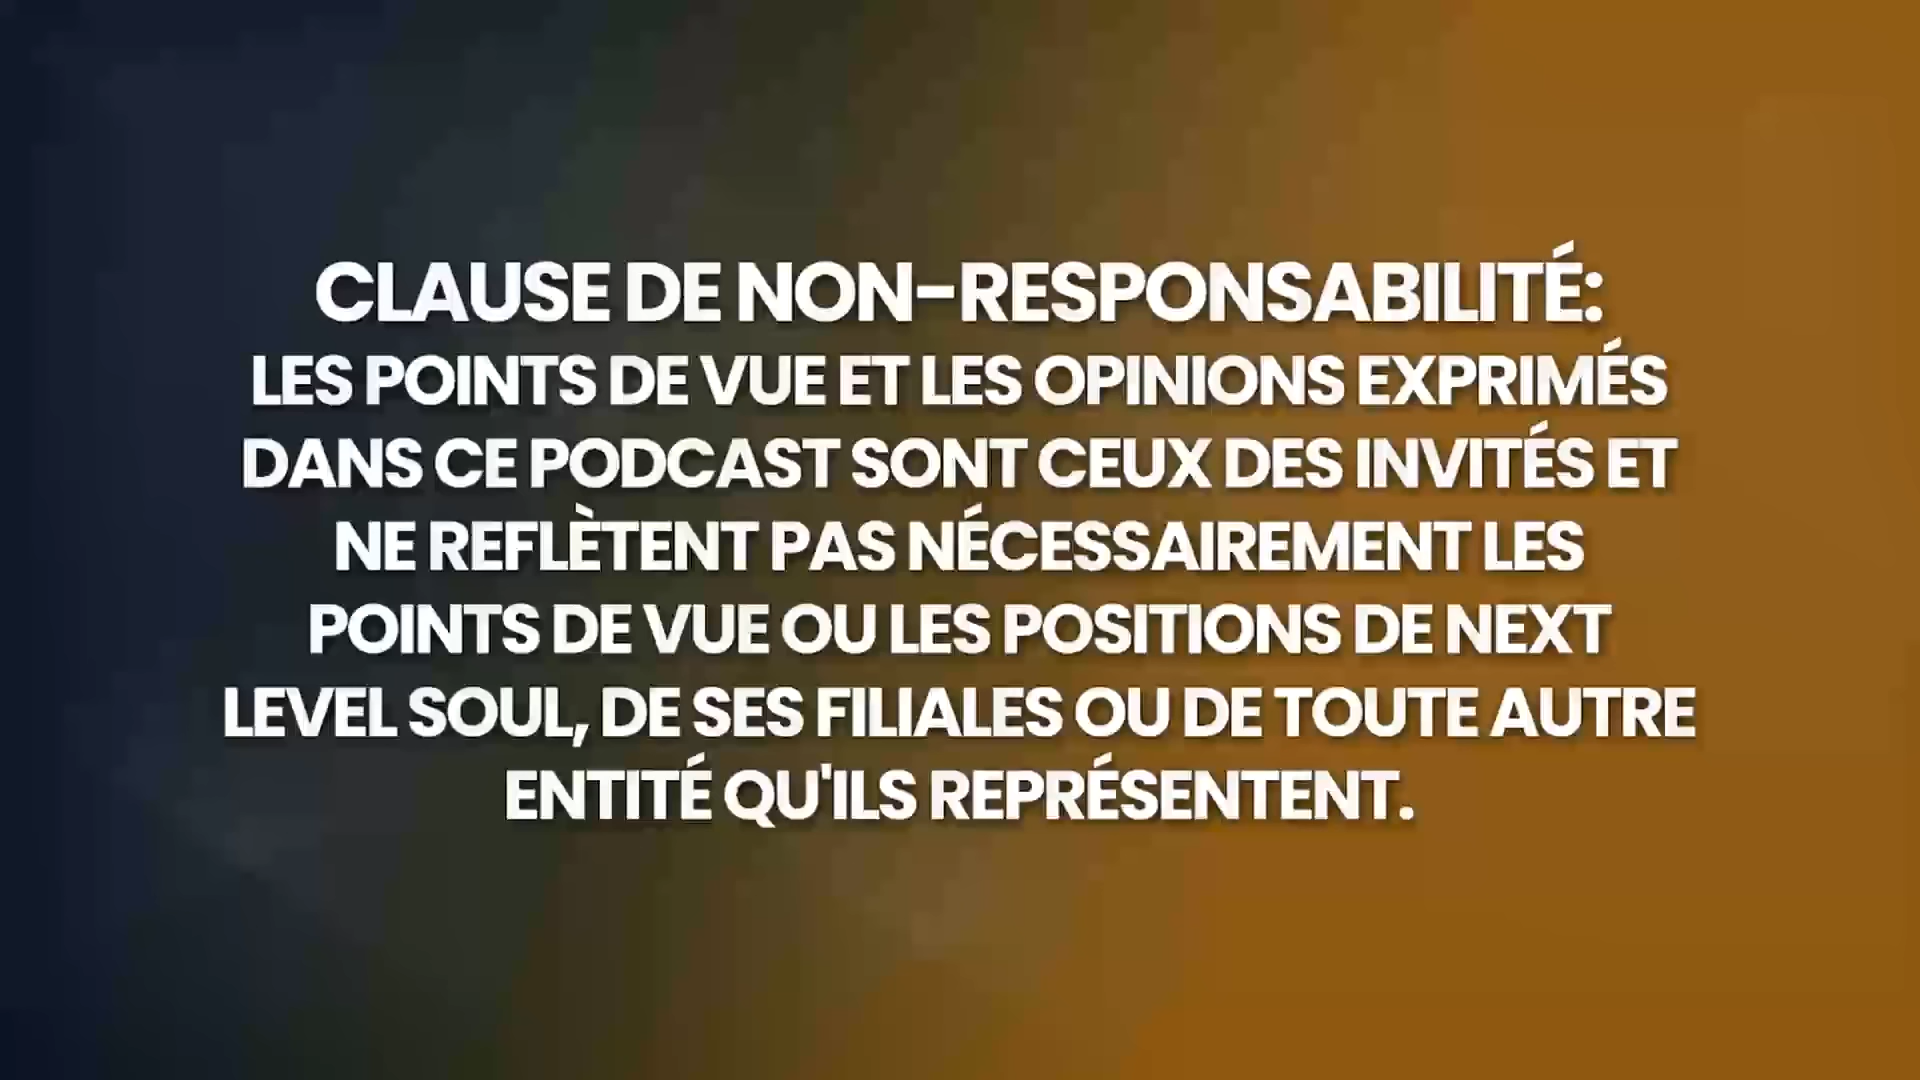 CLAUSE DE NON-RESPONSABILITÉ:
LES POINTS DE VUE ET LES OPINIONS EXPRIMÉS
DANS CE PODCAST SONT CEUX DES INVITÉS ET
NE REFLÈTENT PAS NÉCESSAIREMENT LES
POINTS DE VUE OU LES POSITIONS DE NEXT
LEVEL SOUL, DE SES FILIALES OU DE TOUTE AUTRE
ENTITÉ QU'ILS REPRÉSENTENT.